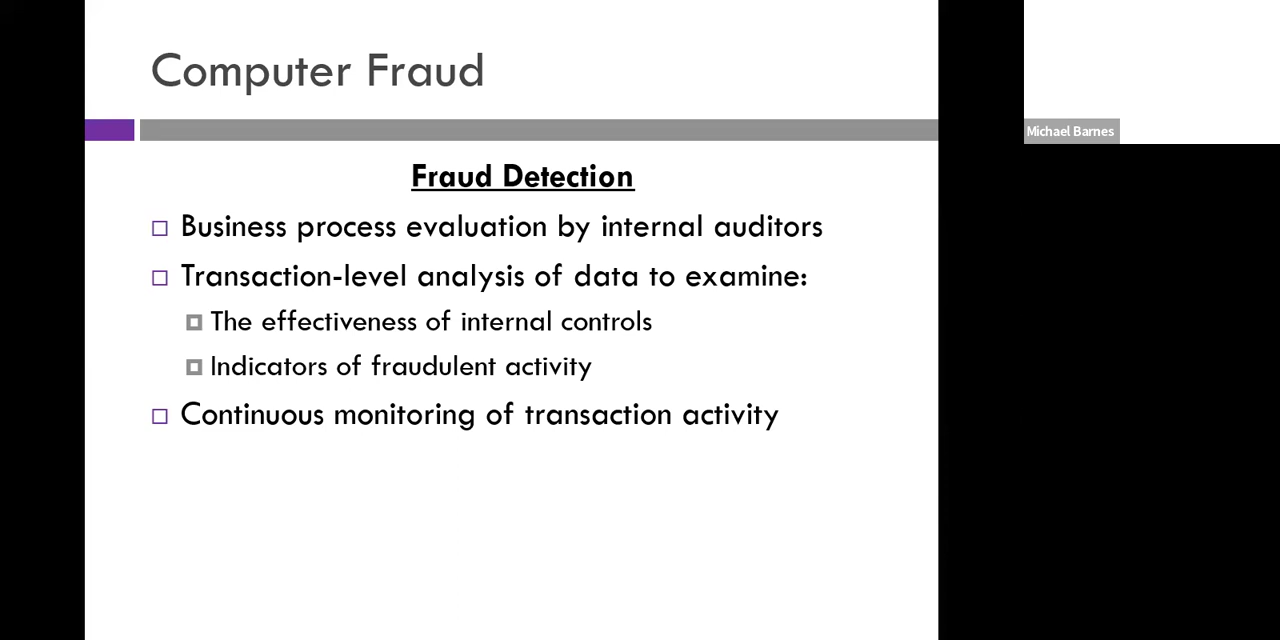 Computer Fraud
Michael Barnes
Fraud Detection
Business process evaluation by internal auditors
Transaction-level analysis of data to examine:
The effectiveness of internal controls
Indicators of fraudulent activity
Continuous monitoring of transaction activity